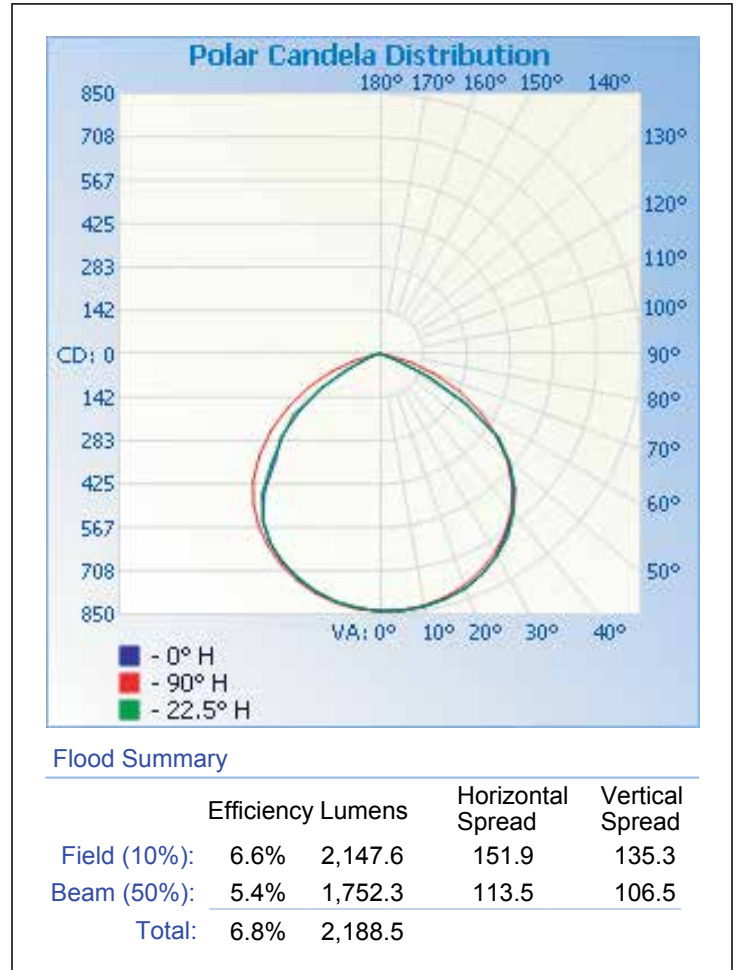 Polar Candela Distribution
180° 170° 160° 150° 140°
850
708
130°
567
120°
425
110°
283
100°
142
CD: 0
90°
142
80°
283
70°
425
60°
567
708
50°
850
VA: 0° 10° 20° 30° 40°
- 0° H
- 90° H
- 22.5° H
Flood Summary
Efficiency Lumens Horizontal Spread Vertical Spread
Field (10%): 6.6% 2,147.6 151.9 135.3
Beam (50%): 5.4% 1,752.3 113.5 106.5
Total: 6.8% 2,188.5